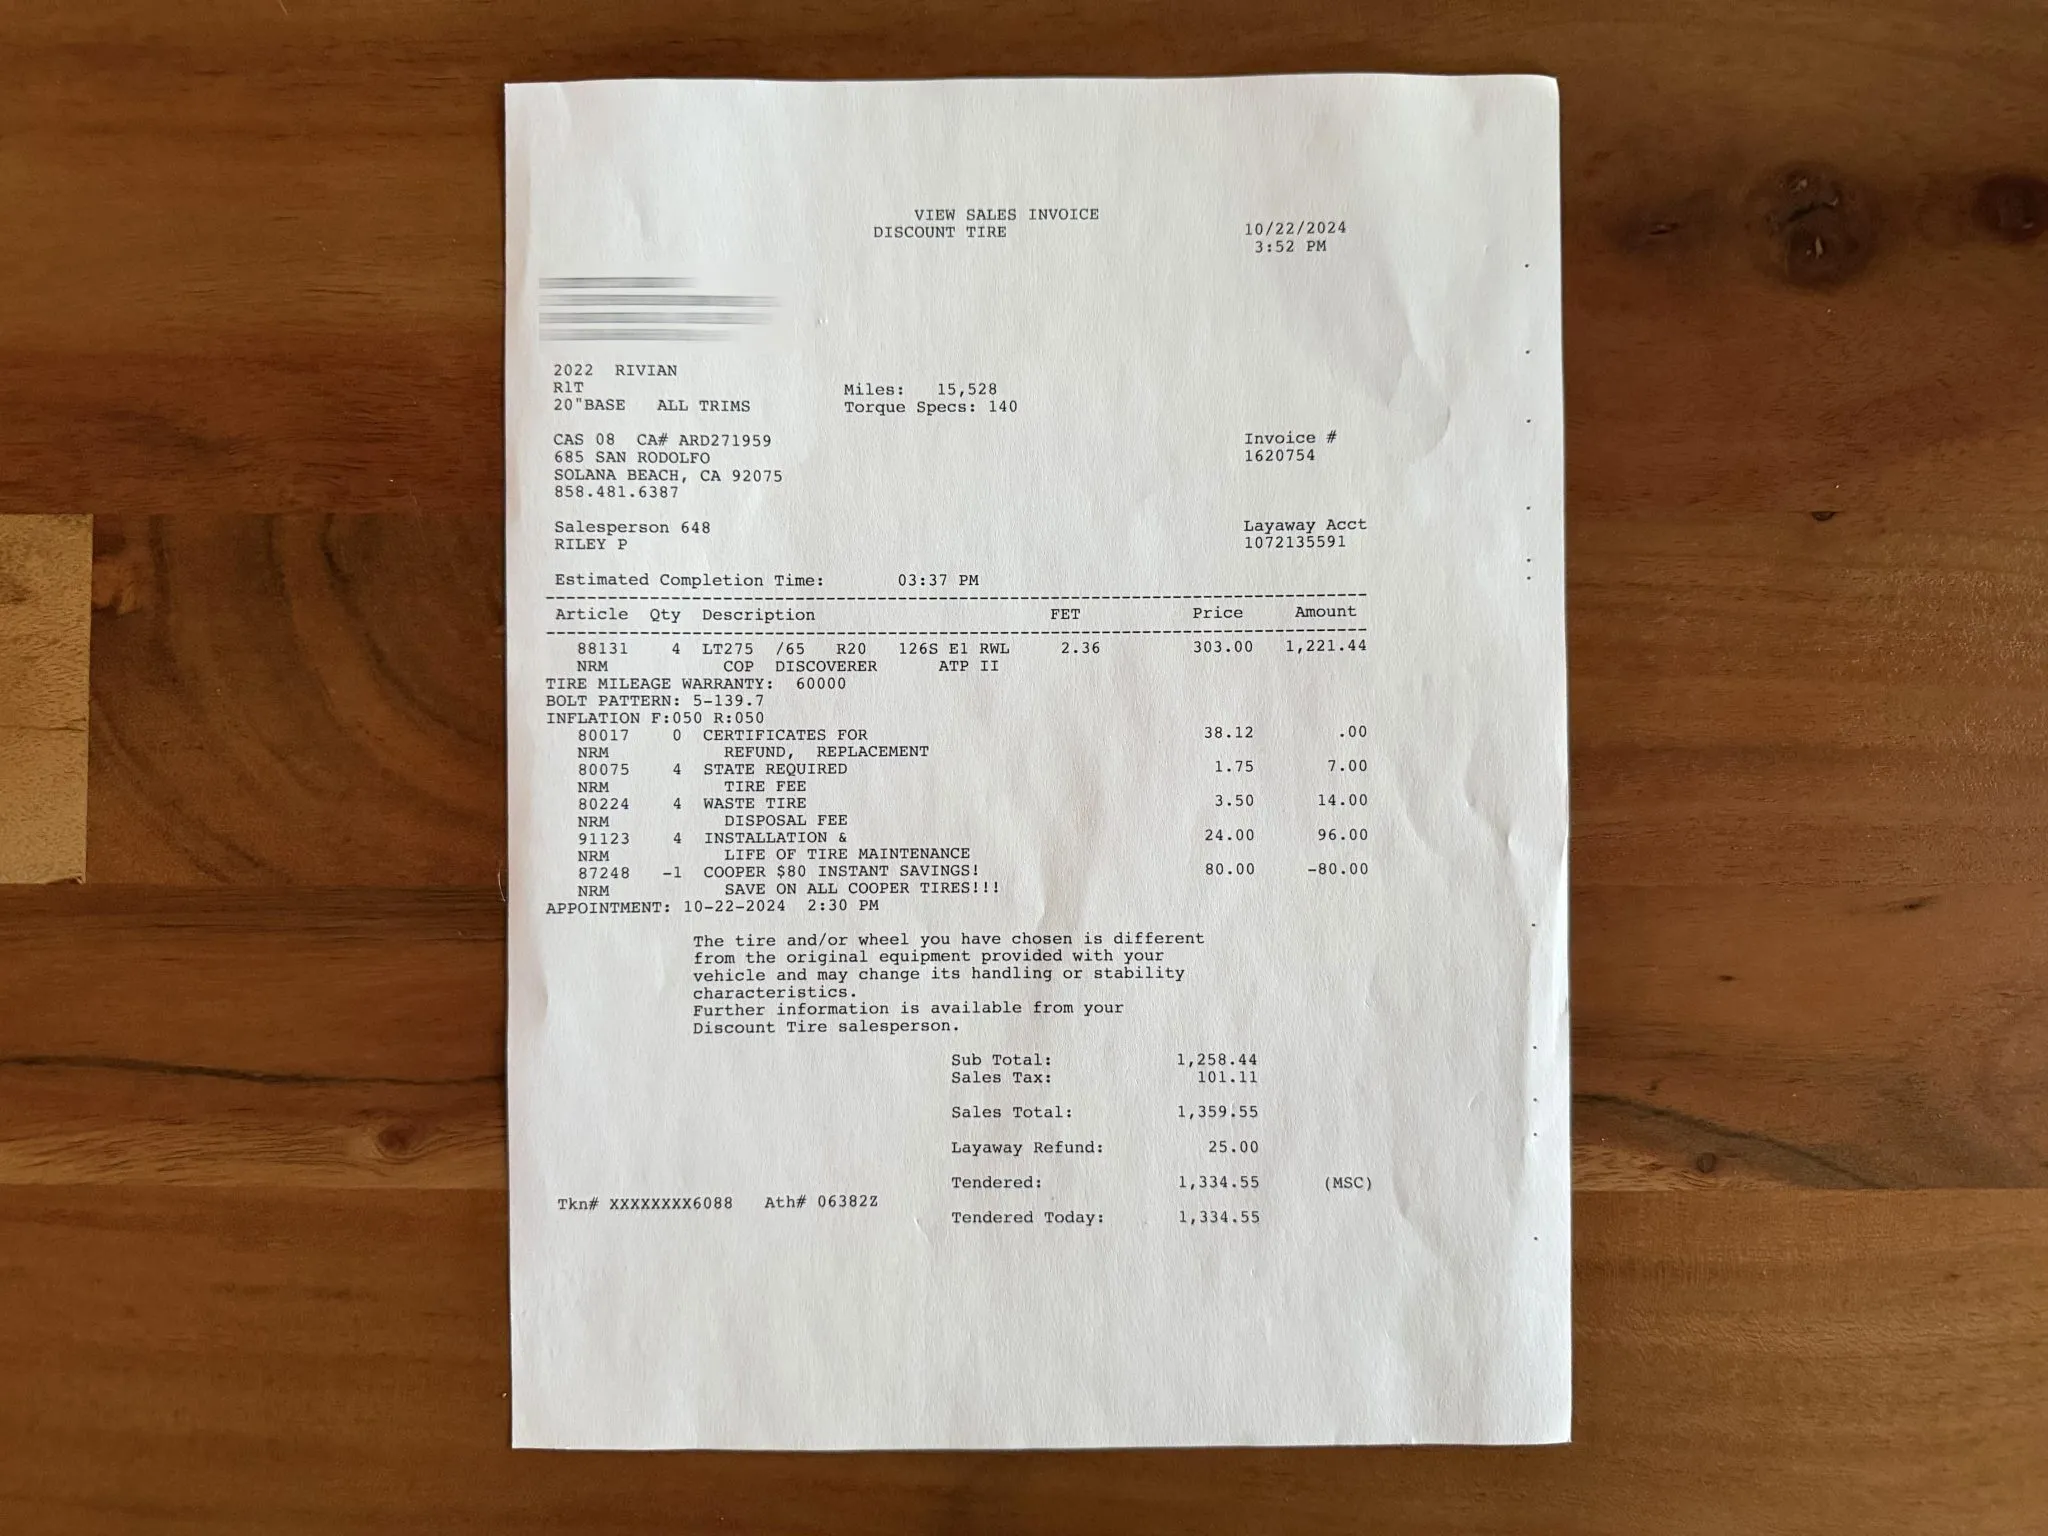 VIEW SALES INVOICE
DISCOUNT TIRE 10/22/2024
3:52 PM
2022 RIVIAN
R1T Miles: 15,528
20"BASE ALL TRIMS Torque Specs: 140
CAS 08 CA# ARD271959 Invoice #
685 SAN RODOLFO 1620754
SOLANA BEACH, CA 92075
858.481.6387
Salesperson 648 Layaway Acct
RILEY P 1072135591
Estimated Completion Time: 03:37 PM
Article Qty Description FET Price Amount
88131 4 LT275 /65 R20 126S E1 RWL 2.36 303.00 1,221.44
NRM COP DISCOVERER ATP II
TIRE MILEAGE WARRANTY: 60000
BOLT PATTERN: 5-139.7
INFLATION F:050 R:050
80017 0 CERTIFICATES FOR 38.12 .00
NRM REFUND, REPLACEMENT
80075 4 STATE REQUIRED 1.75 7.00
NRM TIRE FEE
80224 4 WASTE TIRE 3.50 14.00
NRM DISPOSAL FEE
91123 4 INSTALLATION & 24.00 96.00
NRM LIFE OF TIRE MAINTENANCE
87248 -1 COOPER $80 INSTANT SAVINGS! 80.00 -80.00
NRM SAVE ON ALL COOPER TIRES!!!
APPOINTMENT: 10-22-2024 2:30 PM
The tire and/or wheel you have chosen is different
from the original equipment provided with your
vehicle and may change its handling or stability
characteristics.
Further information is available from your
Discount Tire salesperson.
Sub Total: 1,258.44
Sales Tax: 101.11
Sales Total: 1,359.55
Layaway Refund: 25.00
Tendered: 1,334.55 (MSC)
Tkn# XXXXXXXX6088 Ath# 06382Z
Tendered Today: 1,334.55